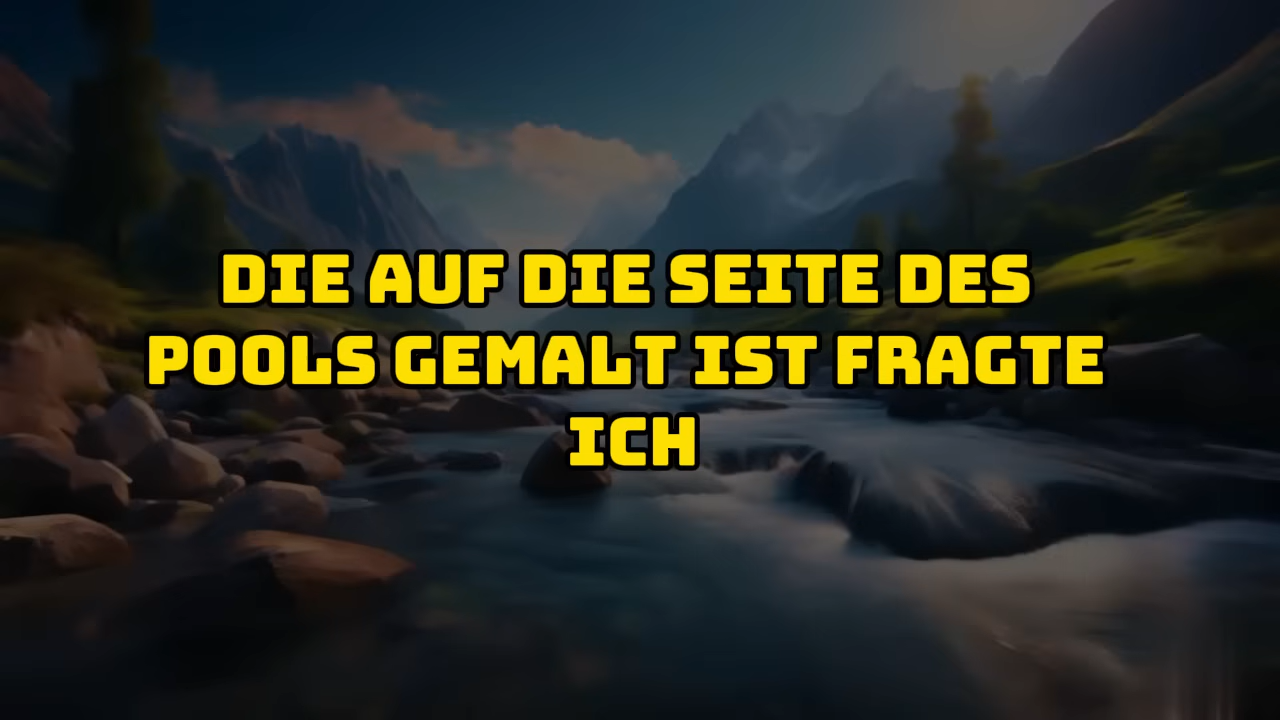 DIE AUF DIE SEITE DES
POOLS GEMALT IST FRAGTE
ICH